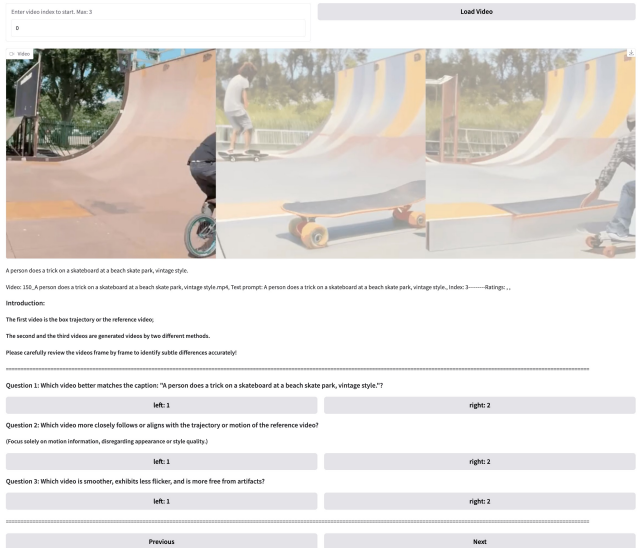 Enter video index to start. Max: 3
Load Video
0
Video
A person does a trick on a skateboard at a beach skate park, vintage style.
Video: 150_A person does a trick on a skateboard at a beach skate park, vintage style.mp4, Text prompt: A person does a trick on a skateboard at a beach skate park, vintage style., Index: 3--------Ratings: , ,
Introduction:
The first video is the box trajectory or the reference video;
The second and the third videos are generated videos by two different methods.
Please carefully review the videos frame by frame to identify subtle differences accurately!
Question 1: Which video better matches the caption: "A person does a trick on a skateboard at a beach skate park, vintage style."?
left: 1
right: 2
Question 2: Which video more closely follows or aligns with the trajectory or motion of the reference video?
(Focus solely on motion information, disregarding appearance or style quality.)
left: 1
right: 2
Question 3: Which video is smoother, exhibits less flicker, and is more free from artifacts?
left: 1
right: 2
Previous
Next